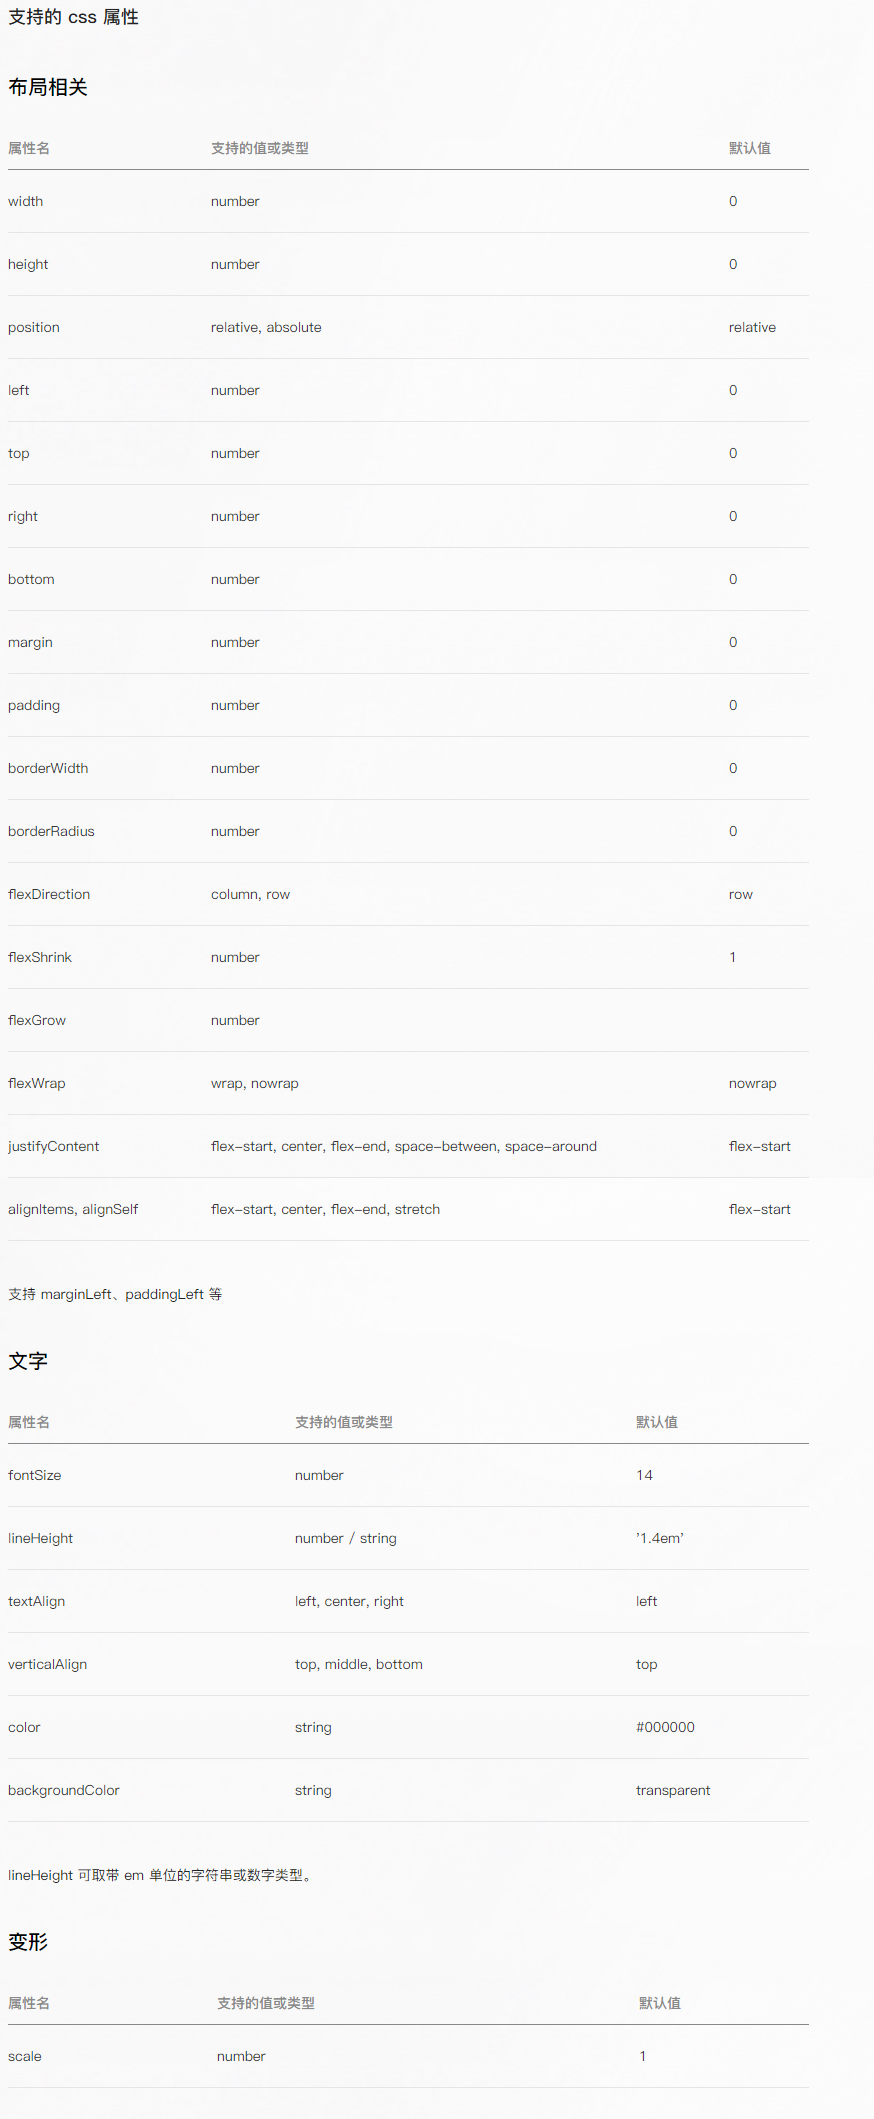 支持的 css 属性
布局相关
属性名 支持的值或类型 默认值
width number 0
height number 0
position relative, absolute relative
left number 0
top number 0
right number 0
bottom number 0
margin number 0
padding number 0
borderWidth number 0
borderRadius number 0
flexDirection column, row row
flexShrink number 1
flexGrow number
flexWrap wrap, nowrap nowrap
justifyContent flex-start, center, flex-end, space-between, space-around flex-start
alignItems, alignSelf flex-start, center, flex-end, stretch flex-start
支持 marginLeft、paddingLeft 等
文字
属性名 支持的值或类型 默认值
fontSize number 14
lineHeight number / string '1.4em'
textAlign left, center, right left
verticalAlign top, middle, bottom top
color string #000000
backgroundColor string transparent
lineHeight 可取带 em 单位的字符串或数字类型。
变形
属性名 支持的值或类型 默认值
scale number 1